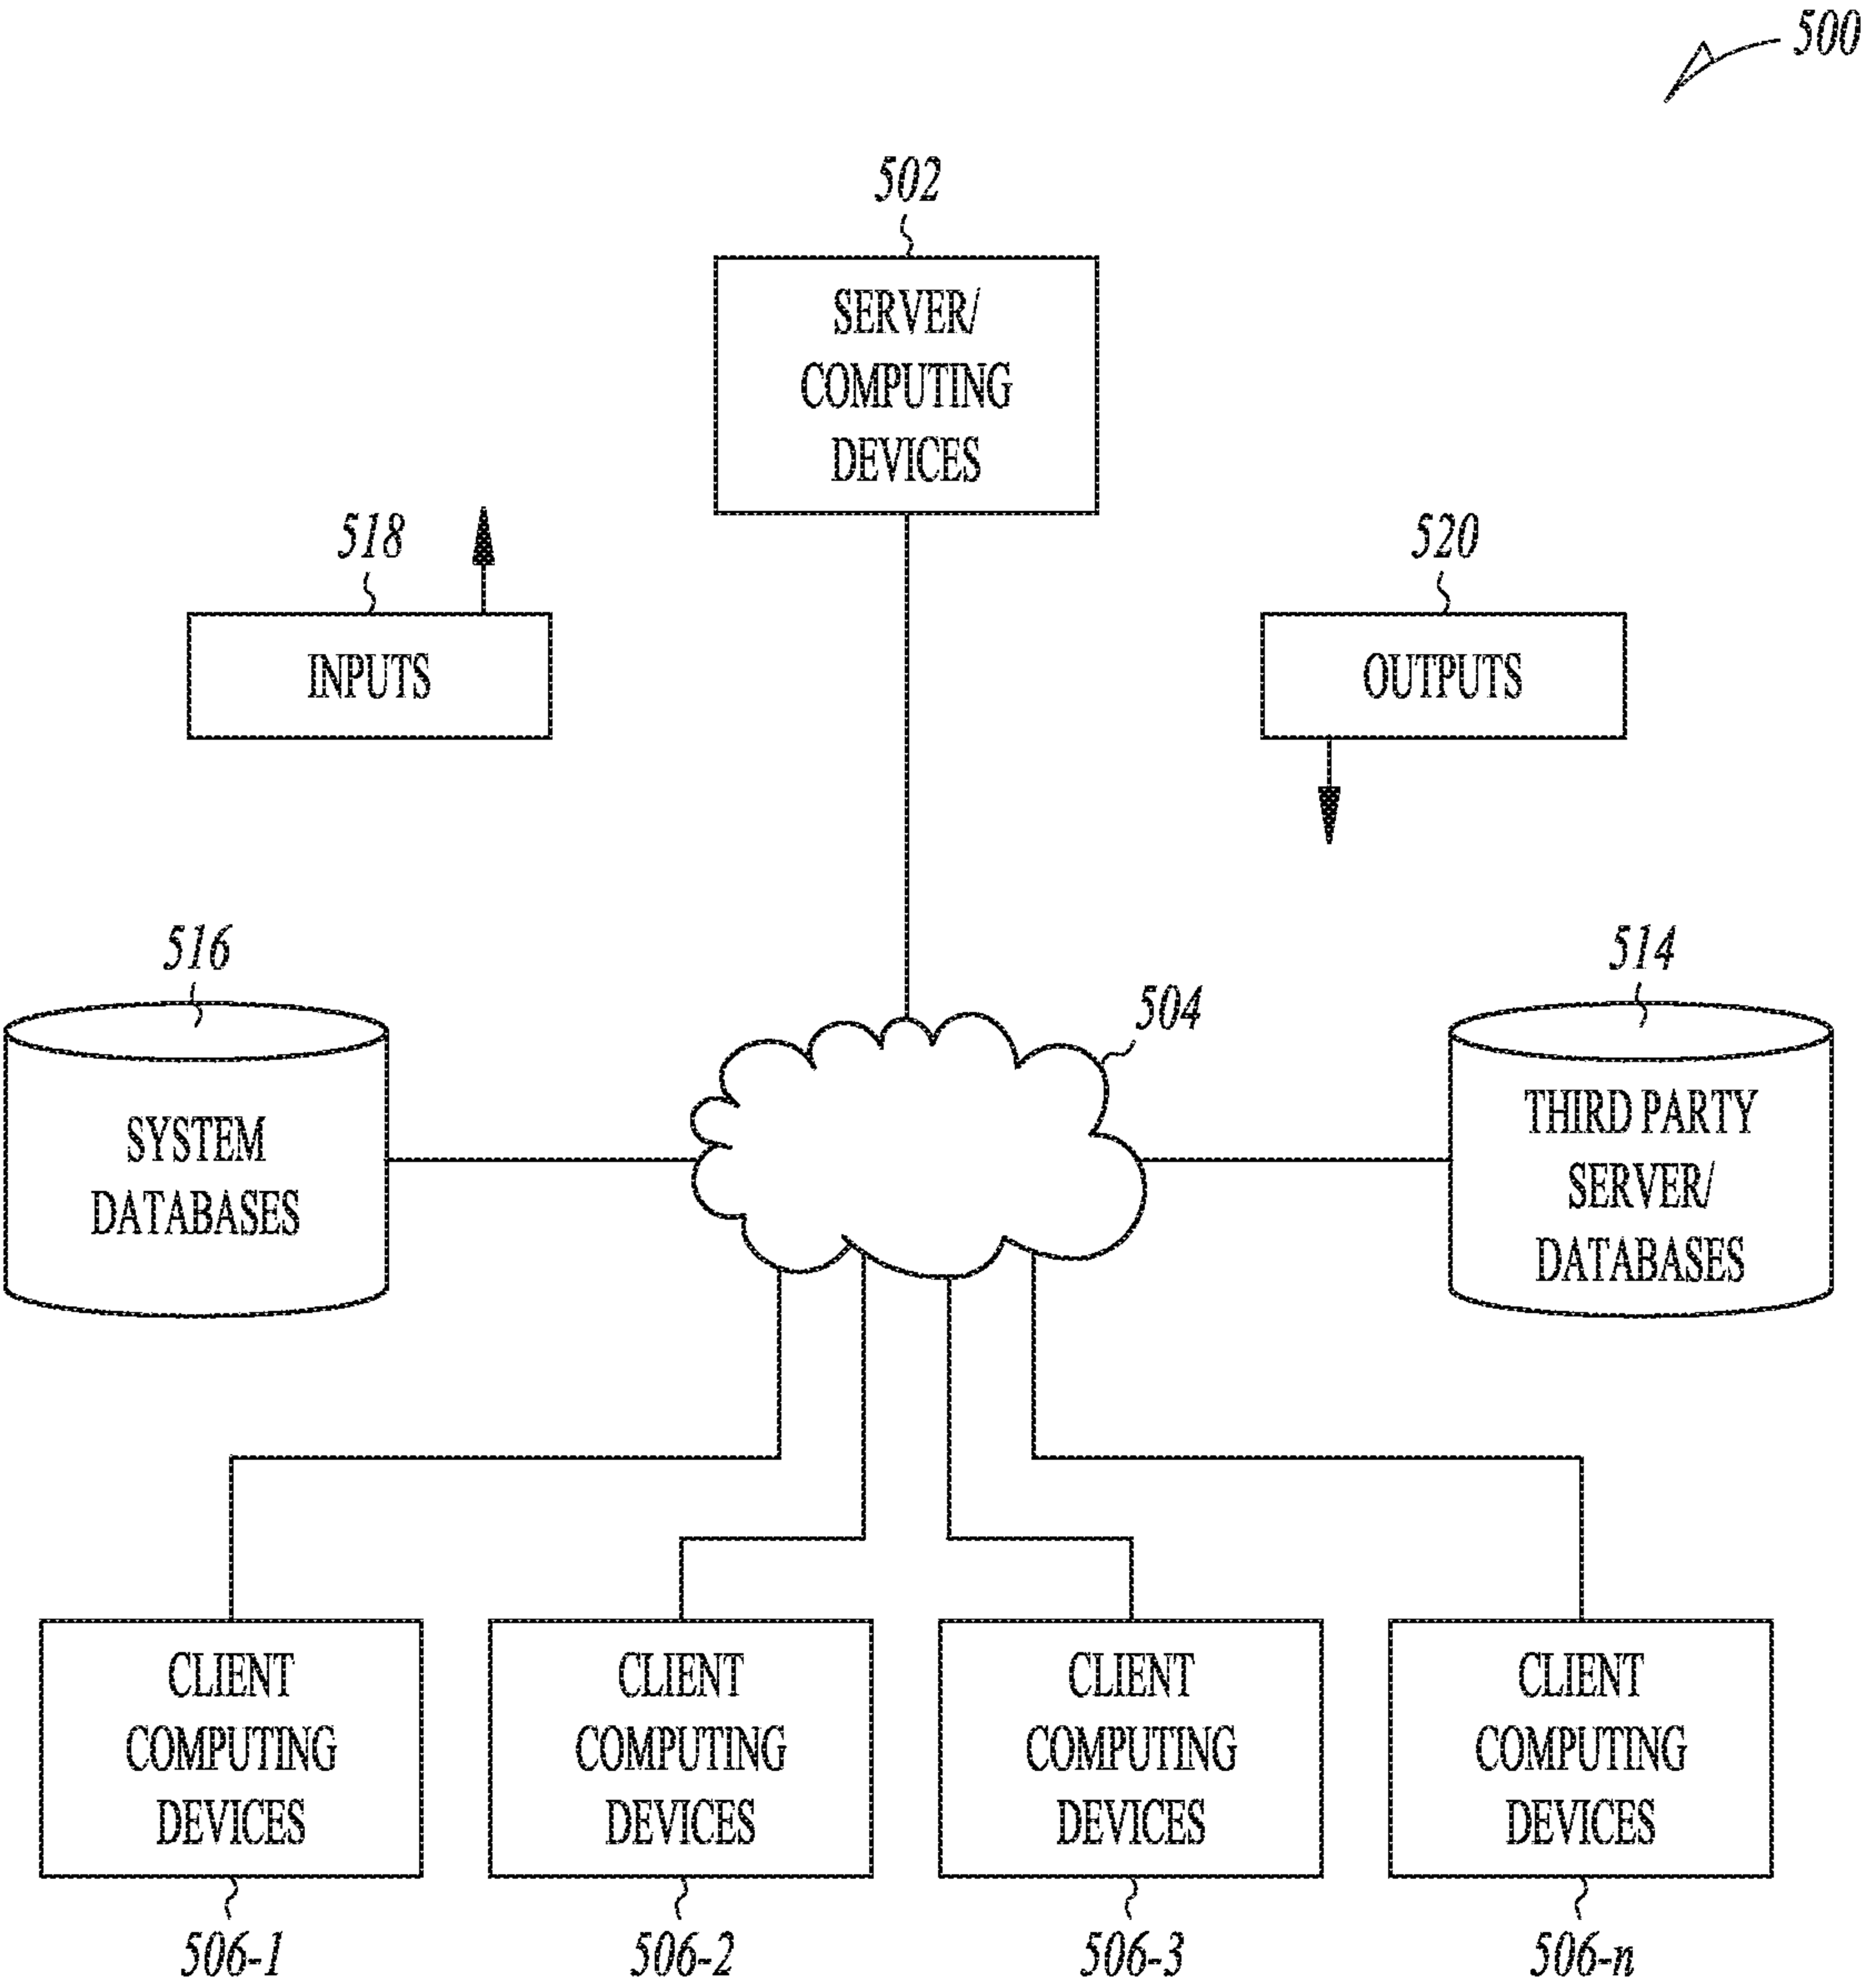 500
502
SERVER/
COMPUTING
DEVICES
518
INPUTS
520
OUTPUTS
516
SYSTEM
DATABASES
504
514
THIRD PARTY
SERVER/
DATABASES
CLIENT
COMPUTING
DEVICES
506-1
CLIENT
COMPUTING
DEVICES
506-2
CLIENT
COMPUTING
DEVICES
506-3
CLIENT
COMPUTING
DEVICES
506-n